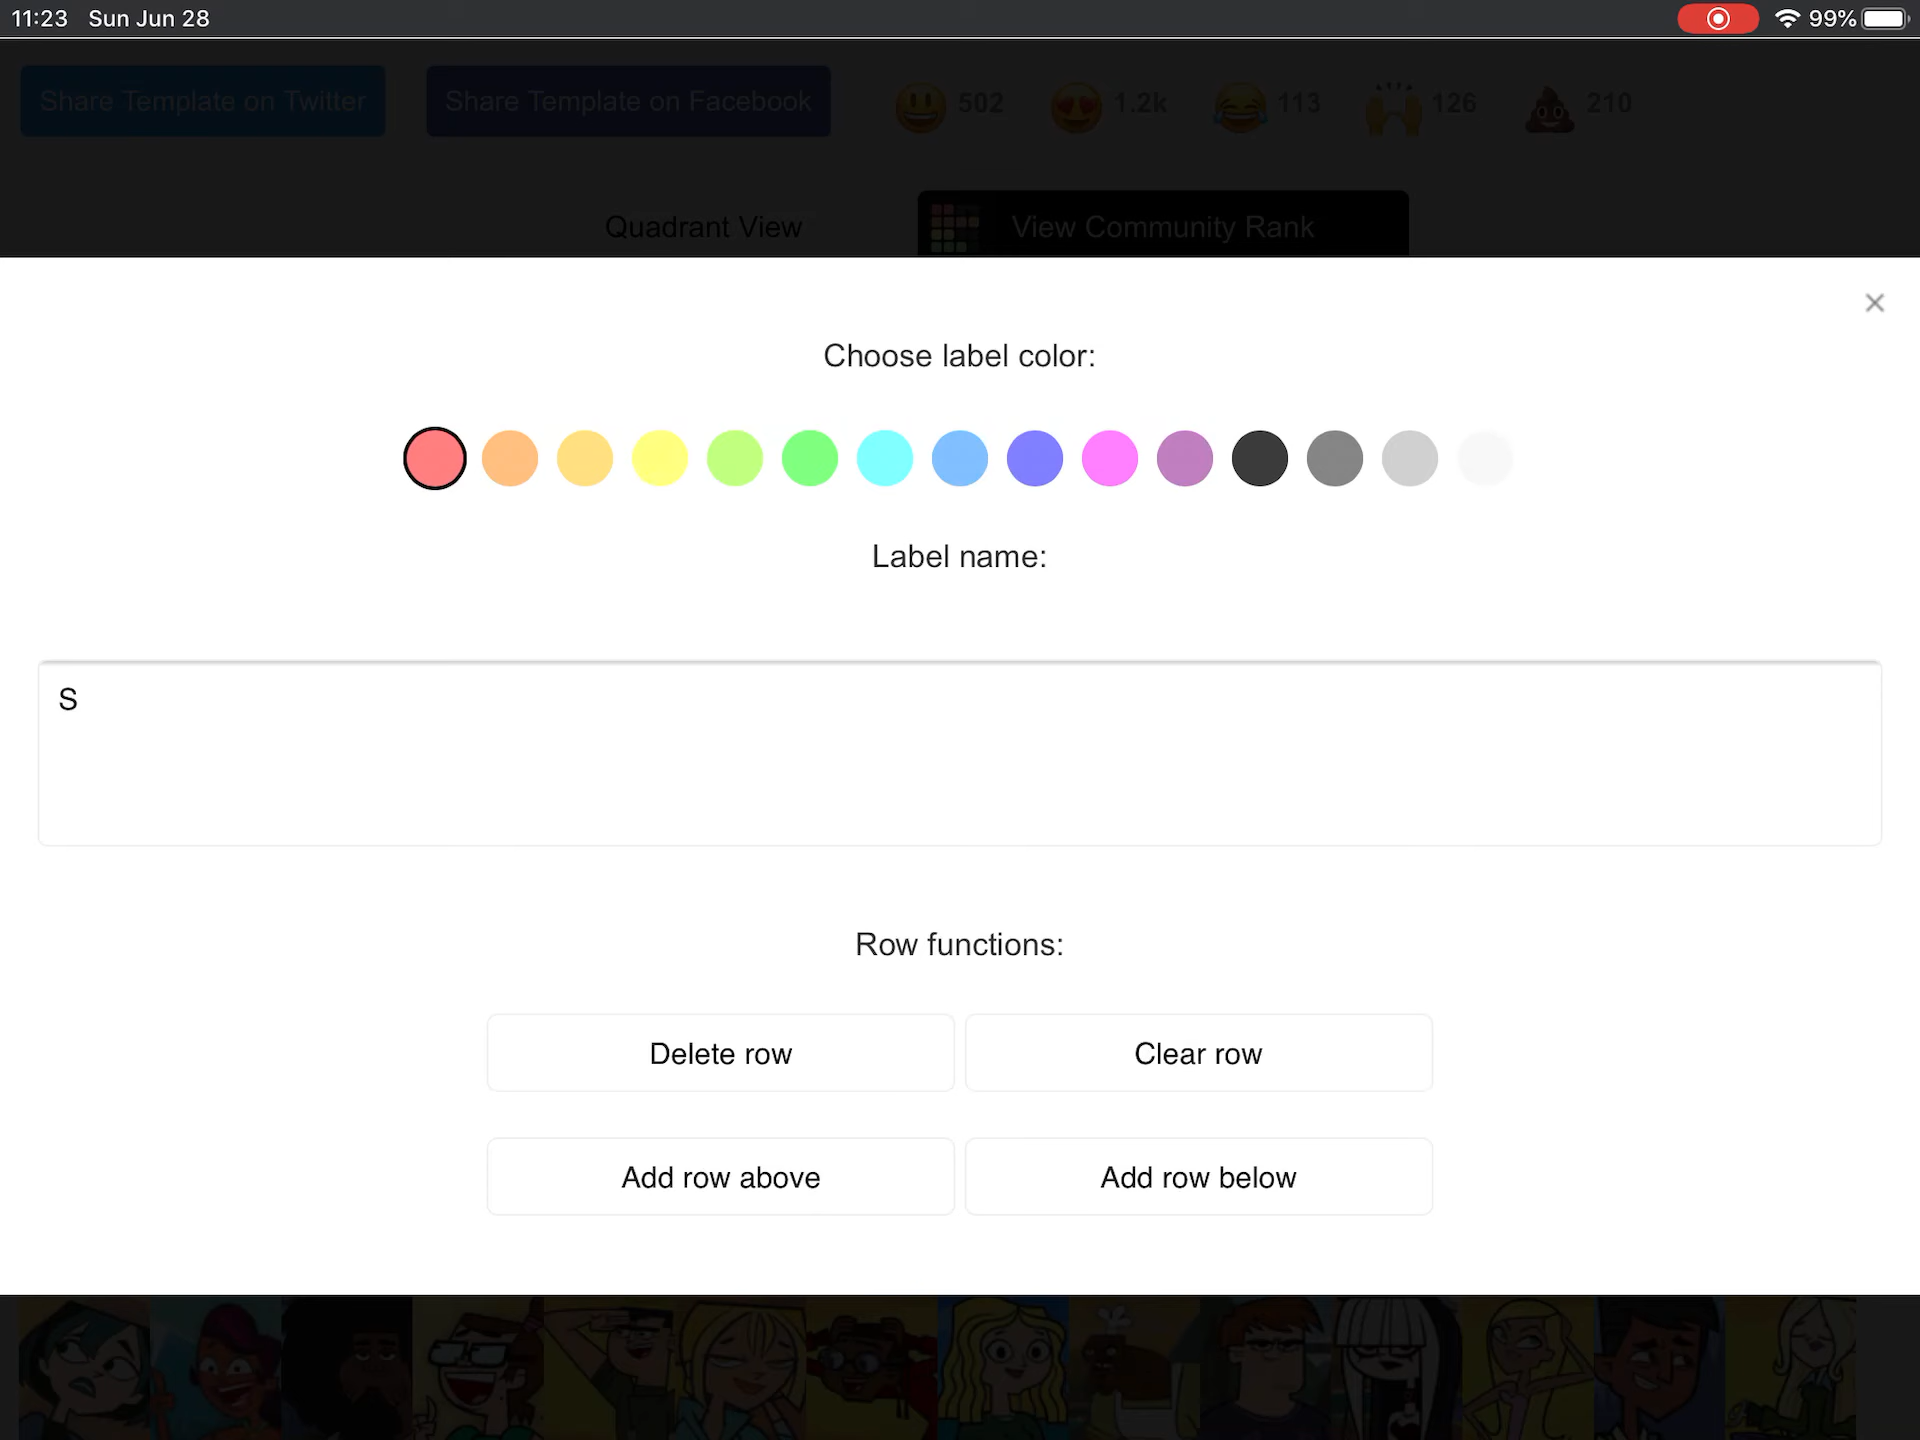 11:23 Sun Jun 28 99%
Share Template on Twitter Share Template on Facebook 502 1.2k 113 126 210
Quadrant View View Community Rank
×
Choose label color:
Label name:
S
Row functions:
Delete row Clear row
Add row above Add row below